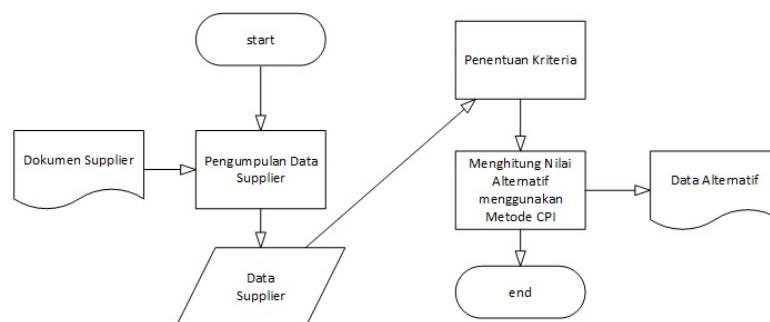 start
Dokumen Supplier
Pengumpulan Data
Supplier
Data
Supplier
Penentuan Kriteria
Menghitung Nilai
Alternatif
menggunakan
Metode CPI
Data Alternatif
end